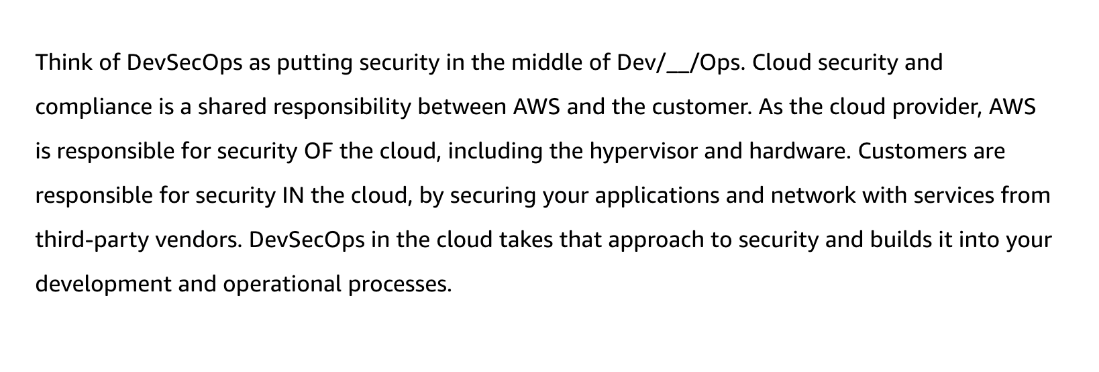 Think of DevSecOps as putting security in the middle of Dev/__/Ops. Cloud security and
compliance is a shared responsibility between AWS and the customer. As the cloud provider, AWS
is responsible for security OF the cloud, including the hypervisor and hardware. Customers are
responsible for security IN the cloud, by securing your applications and network with services from
third-party vendors. DevSecOps in the cloud takes that approach to security and builds it into your
development and operational processes.